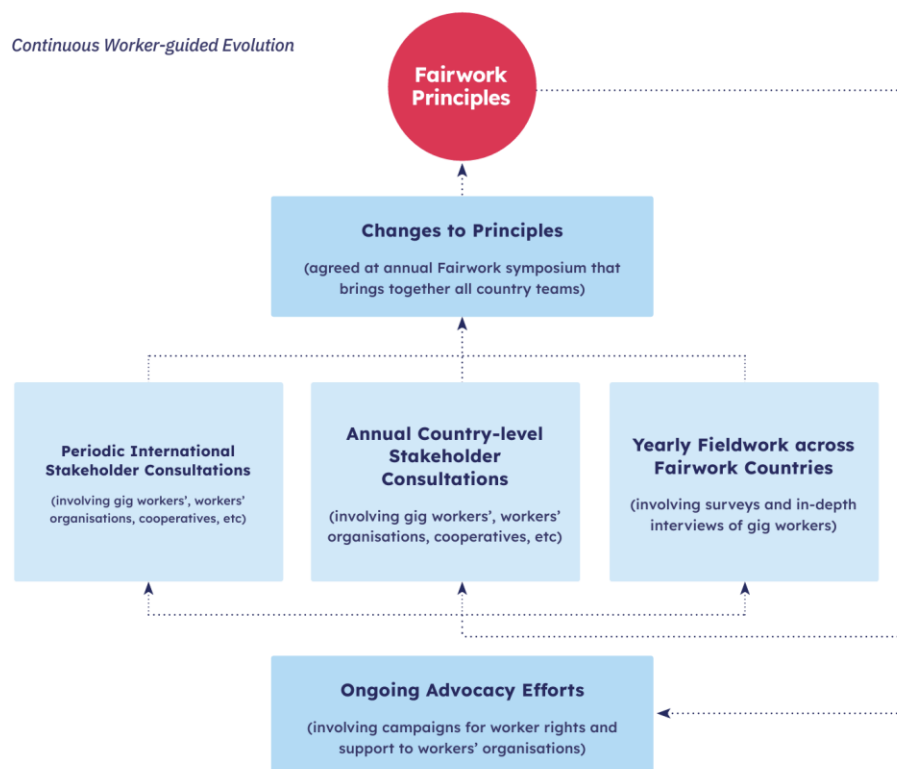 Continuous Worker-guided Evolution
Fairwork
Principles
Changes to Principles
(agreed at annual Fairwork symposium that
brings together all country teams)
Periodic International
Stakeholder Consultations
(involving gig workers’, workers’
organisations, cooperatives, etc)
Annual Country-level
Stakeholder
Consultations
(involving gig workers’, workers’
organisations, cooperatives, etc)
Yearly Fieldwork across
Fairwork Countries
(involving surveys and in-depth
interviews of gig workers)
Ongoing Advocacy Efforts
(involving campaigns for worker rights and
support to workers’ organisations)